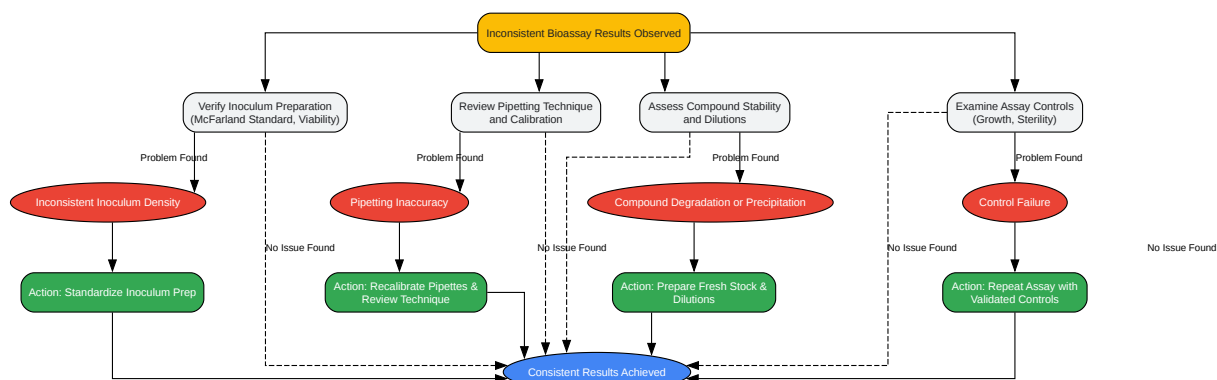 Inconsistent Bioassay Results Observed
Verify Inoculum Preparation
(McFarland Standard, Viability)
Review Pipetting Technique
and Calibration
Assess Compound Stability
and Dilutions
Examine Assay Controls
(Growth, Sterility)
Problem Found
Problem Found
Problem Found
Problem Found
Inconsistent Inoculum Density
Pipetting Inaccuracy
Compound Degradation or Precipitation
Control Failure
No Issue Found
No Issue Found
No Issue Found
No Issue Found
Action: Standardize Inoculum Prep
Action: Recalibrate Pipettes &
Review Technique
Action: Prepare Fresh Stock &
Dilutions
Action: Repeat Assay with
Validated Controls
Consistent Results Achieved